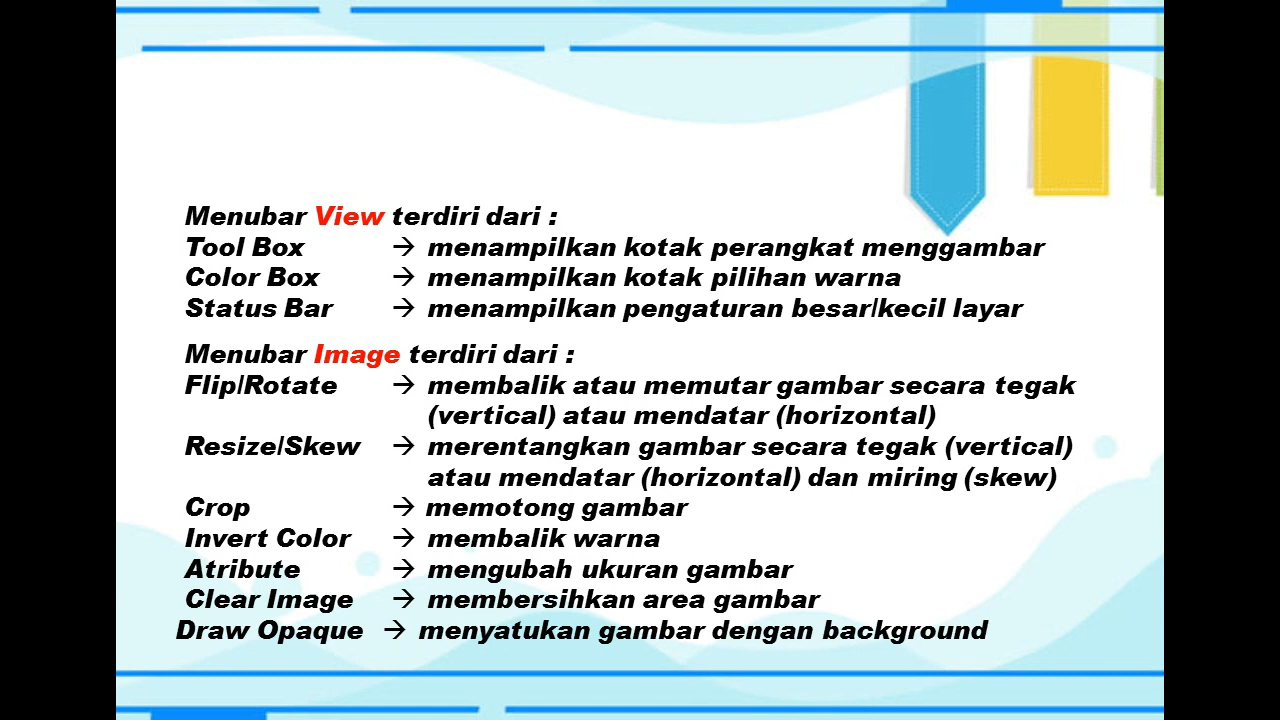 Menubar View terdiri dari :
Tool Box → menampilkan kotak perangkat menggambar
Color Box → menampilkan kotak pilihan warna
Status Bar → menampilkan pengaturan besar/kecil layar
Menubar Image terdiri dari :
Flip/Rotate → membalik atau memutar gambar secara tegak
(vertical) atau mendatar (horizontal)
Resize/Skew → merentangkan gambar secara tegak (vertical)
atau mendatar (horizontal) dan miring (skew)
Crop → memotong gambar
Invert Color → membalik warna
Atribute → mengubah ukuran gambar
Clear Image → membersihkan area gambar
Draw Opaque → menyatukan gambar dengan background